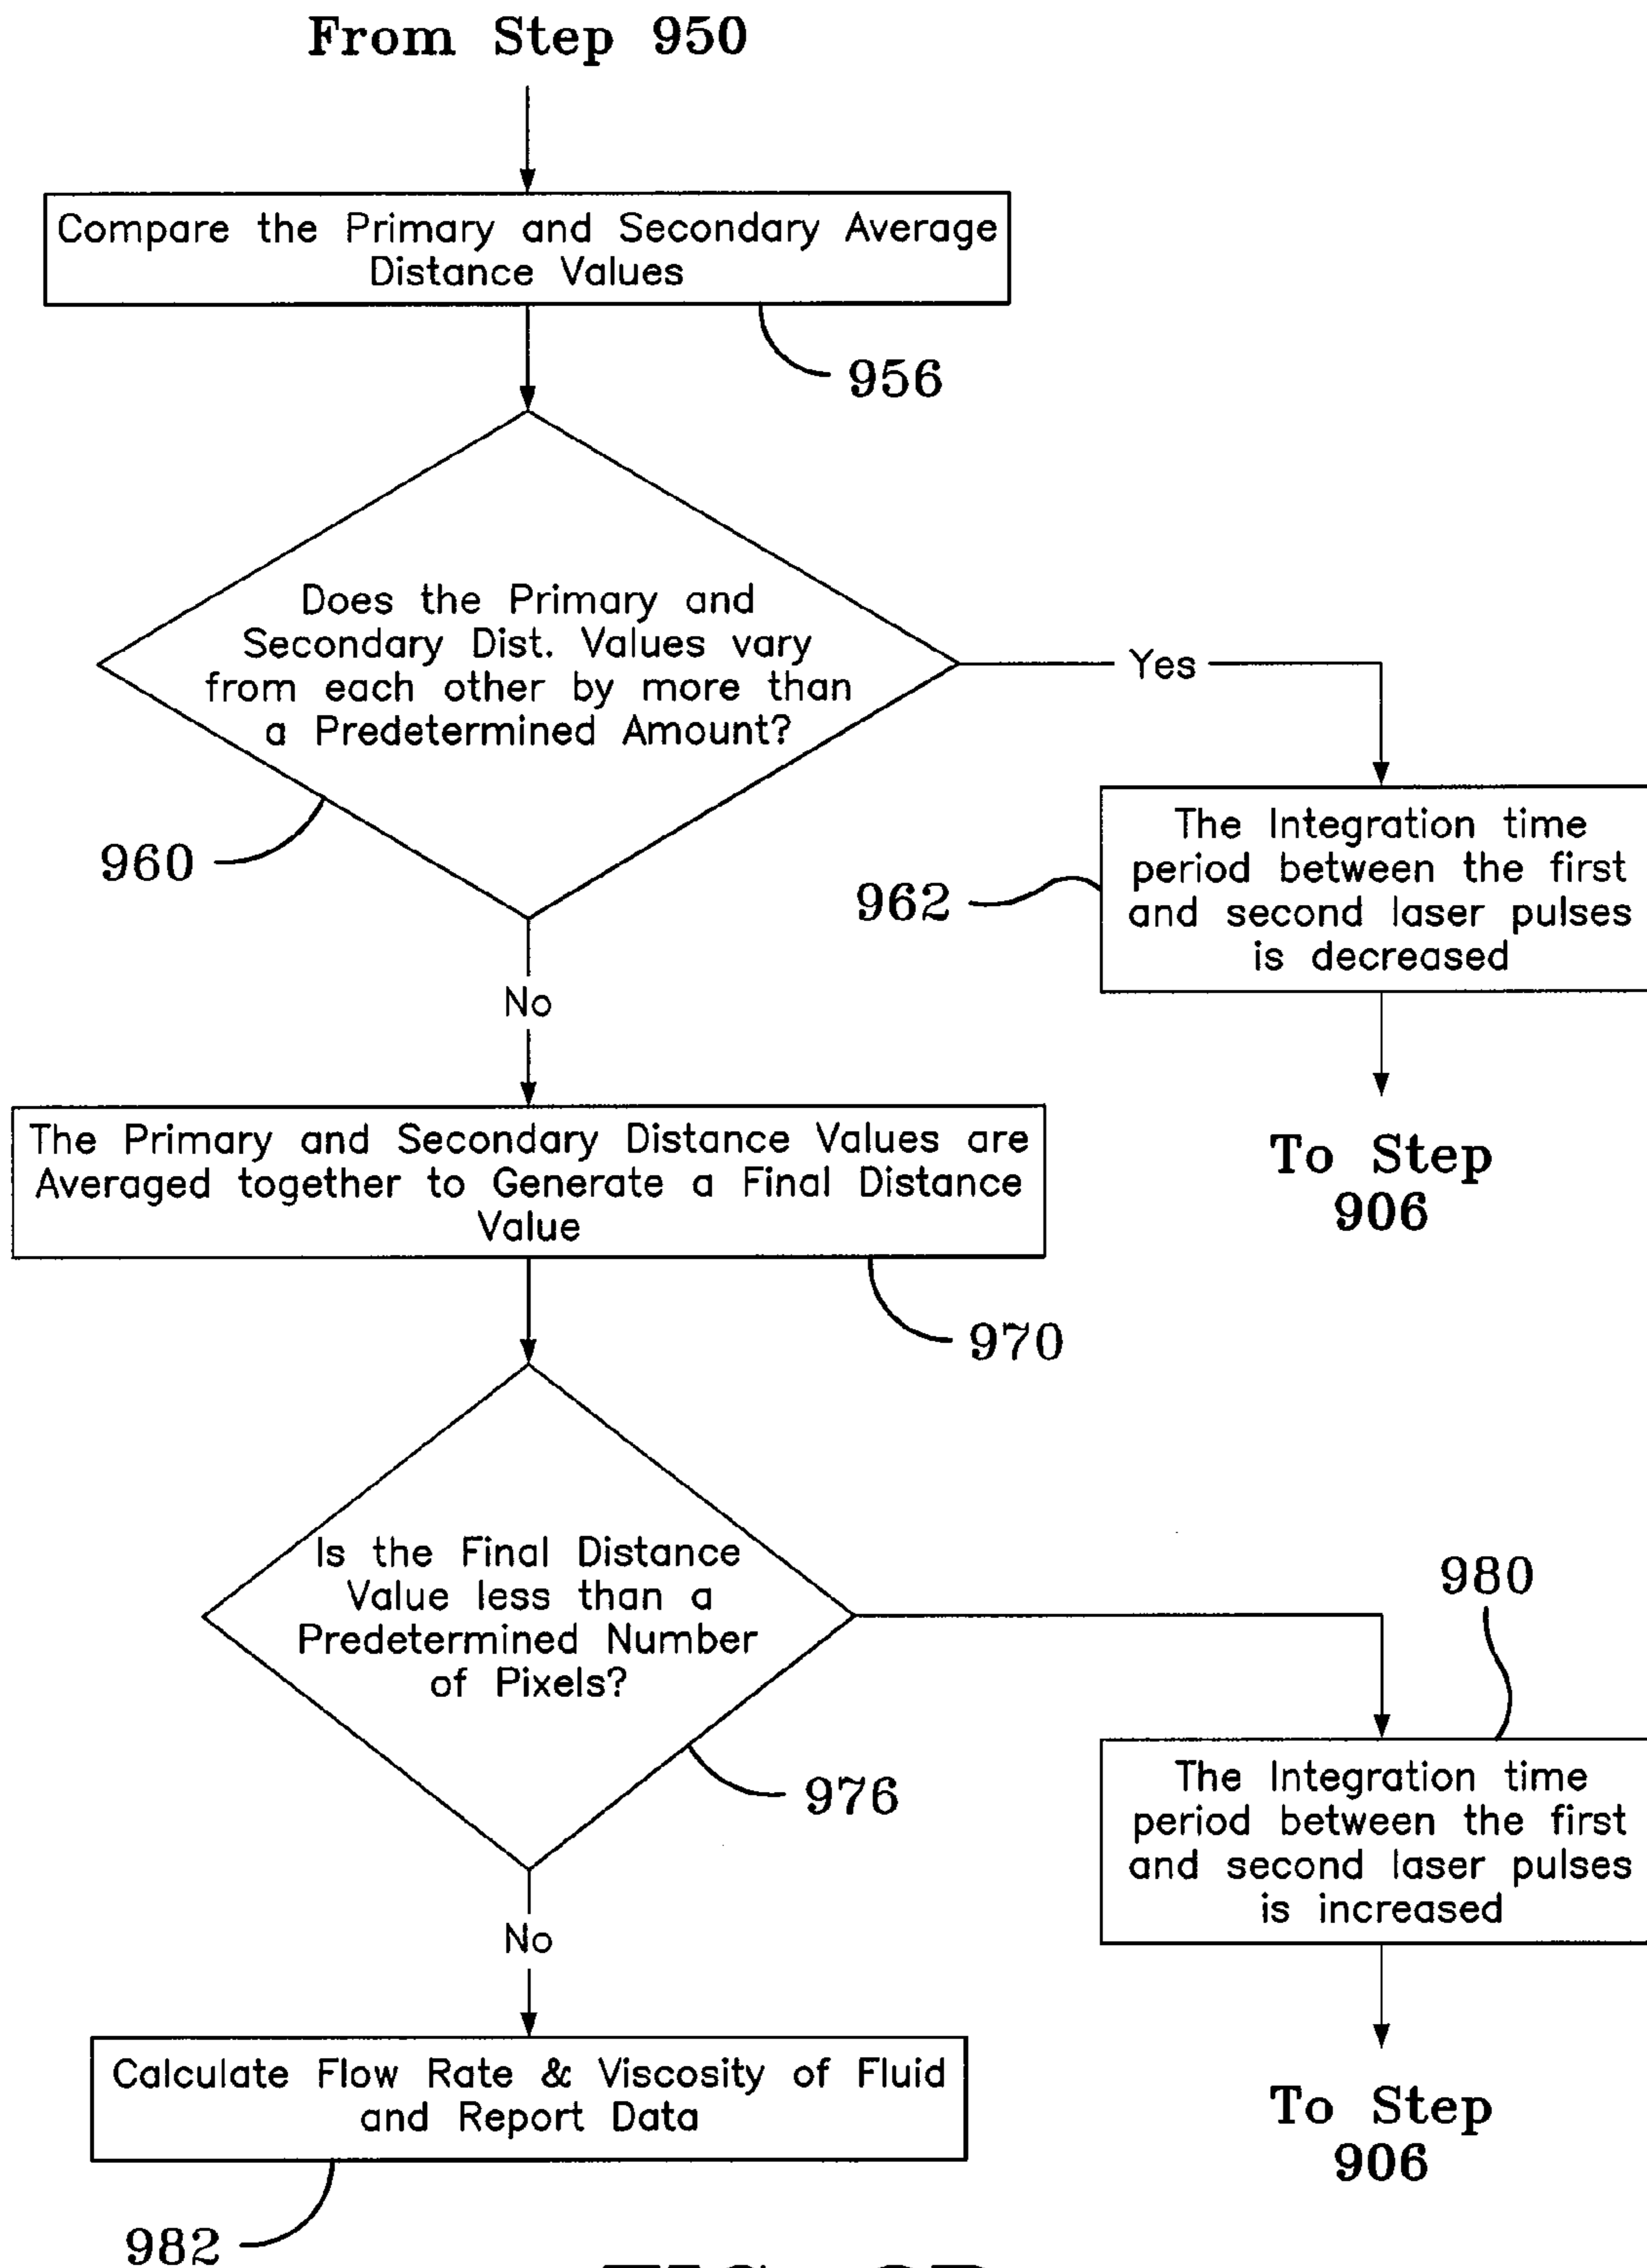 From Step 950
Compare the Primary and Secondary Average
Distance Values
956
Does the Primary and
Secondary Dist. Values vary
from each other by more than
a Predetermined Amount?
Yes
960
The Integration time
period between the first
and second laser pulses
is decreased
962
No
To Step
906
The Primary and Secondary Distance Values are
Averaged together to Generate a Final Distance
Value
970
Is the Final Distance
Value less than a
Predetermined Number
of Pixels?
980
976
The Integration time
period between the first
and second laser pulses
is increased
No
Calculate Flow Rate & Viscosity of Fluid
and Report Data
To Step
906
982